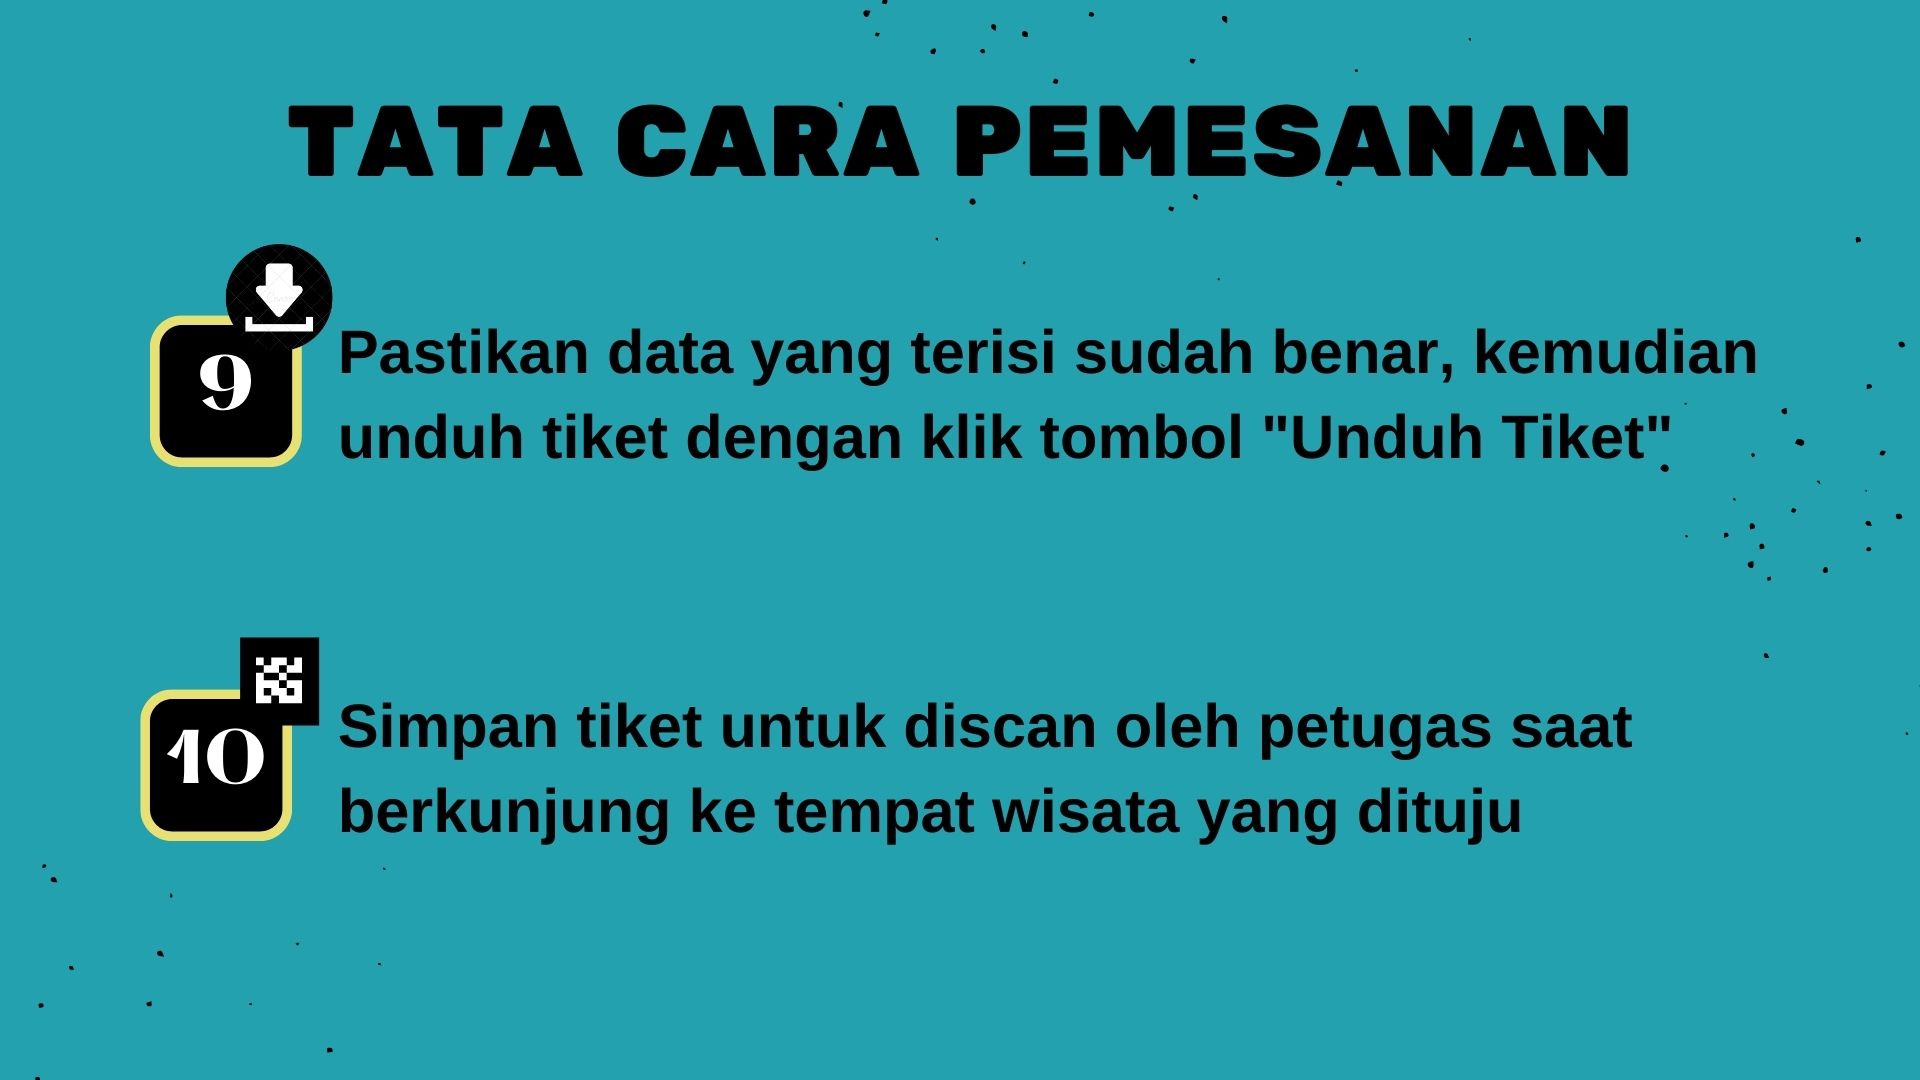 TATA CARA PEMESANAN
9
Pastikan data yang terisi sudah benar, kemudian
unduh tiket dengan klik tombol "Unduh Tiket"
10
Simpan tiket untuk discan oleh petugas saat
berkunjung ke tempat wisata yang dituju